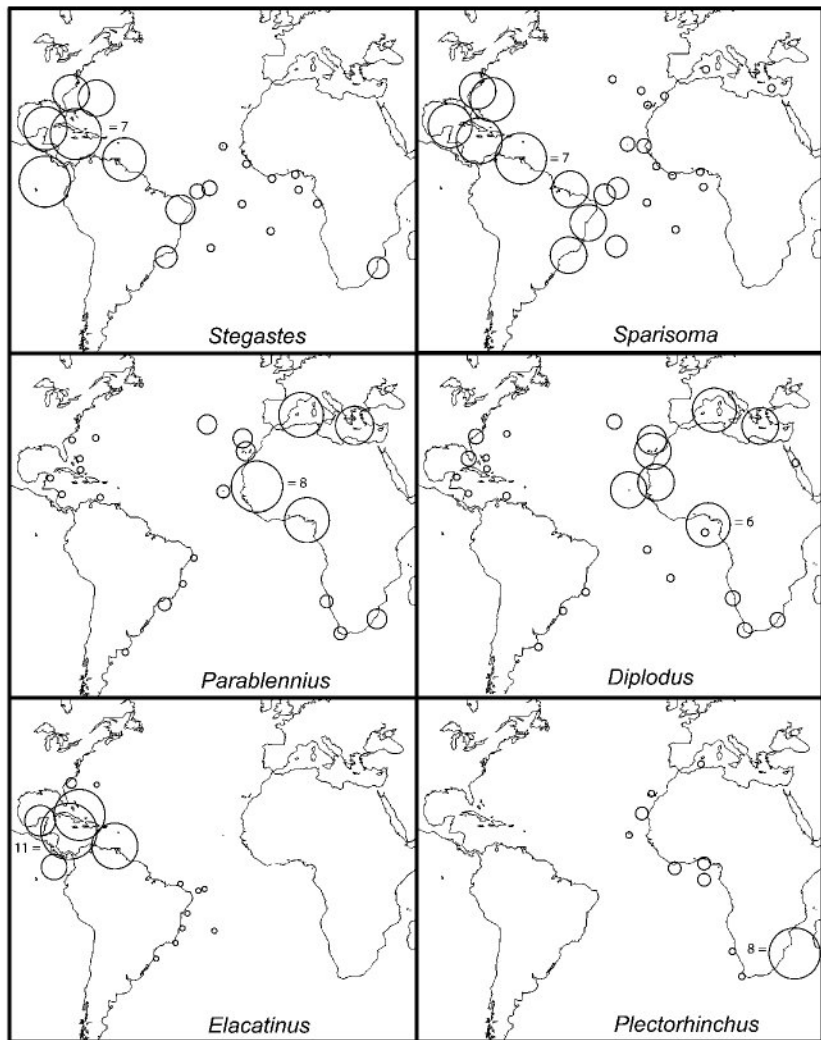 = 7
Stegastes
= 7
Sparisoma
= 8
Parablennius
= 6
Diplodus
11 =
Elacatinus
8 =
Plectorhinchus